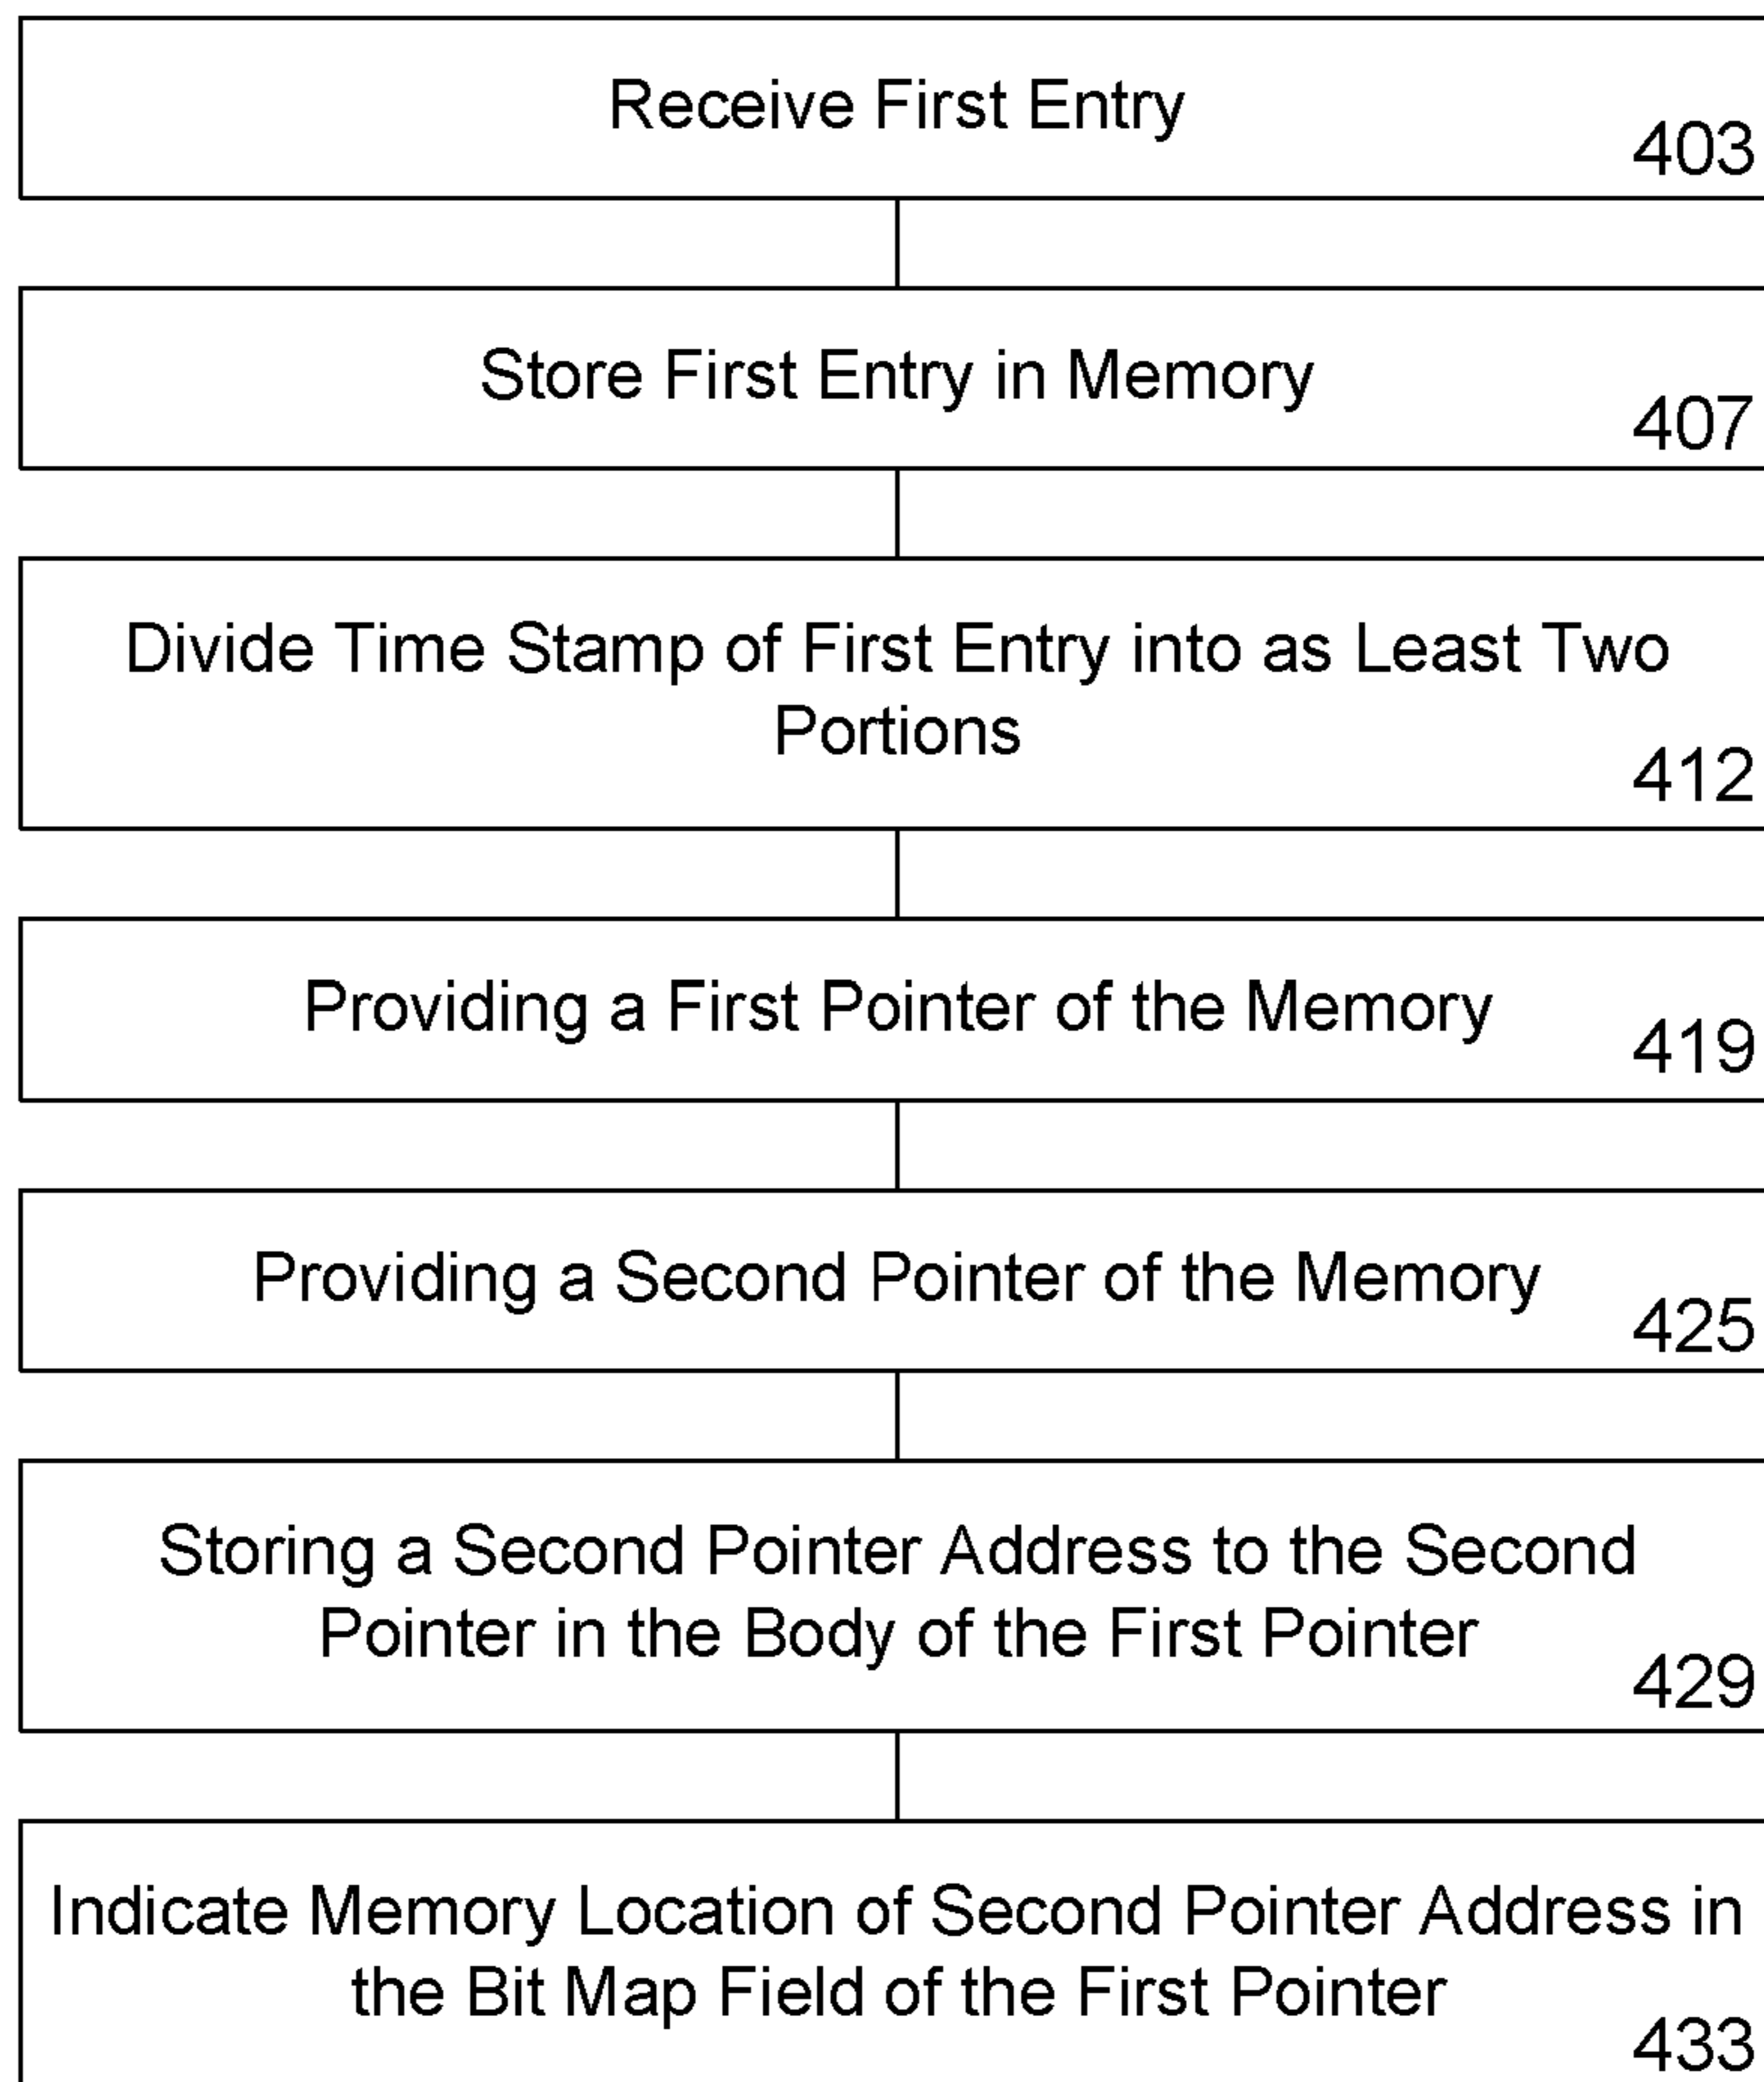 Receive First Entry
403
Store First Entry in Memory
407
Divide Time Stamp of First Entry into as Least Two
Portions
412
Providing a First Pointer of the Memory
419
Providing a Second Pointer of the Memory
425
Storing a Second Pointer Address to the Second
Pointer in the Body of the First Pointer
429
Indicate Memory Location of Second Pointer Address in
the Bit Map Field of the First Pointer
433